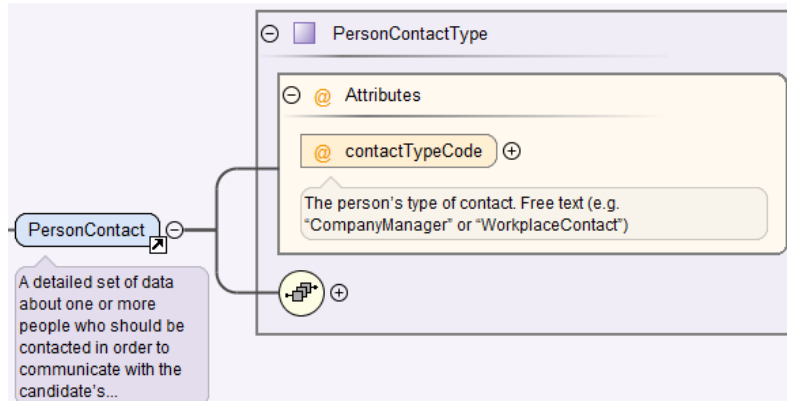 PersonContactType
@ Attributes
@ contactTypeCode
The person’s type of contact. Free text (e.g.
“CompanyManager” or “WorkplaceContact”)
PersonContact
A detailed set of data
about one or more
people who should be
contacted in order to
communicate with the
candidate’s...